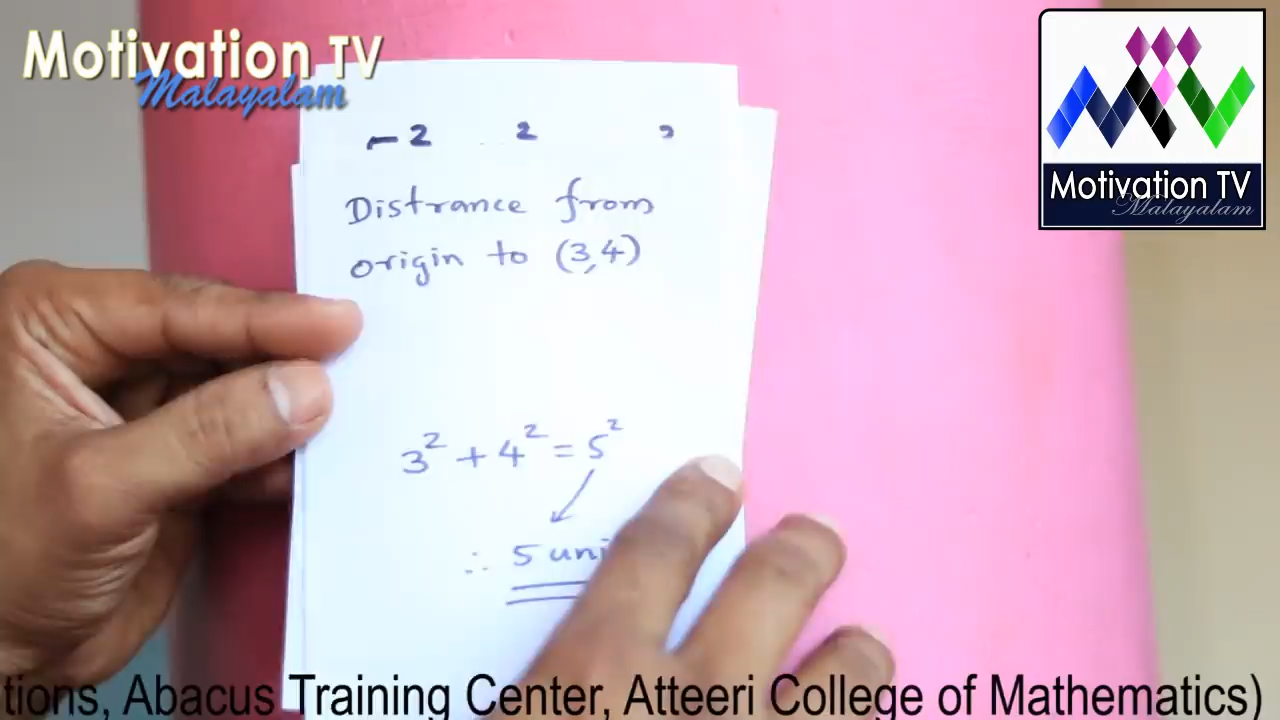 Motivation TV
Malayalam
Motivation TV
Malayalam
- 2 2 2
Distrance from
origin to (3,4)
3² + 4² = 5²
∴ 5 uni
tions, Abacus Training Center, Atteeri College of Mathematics)